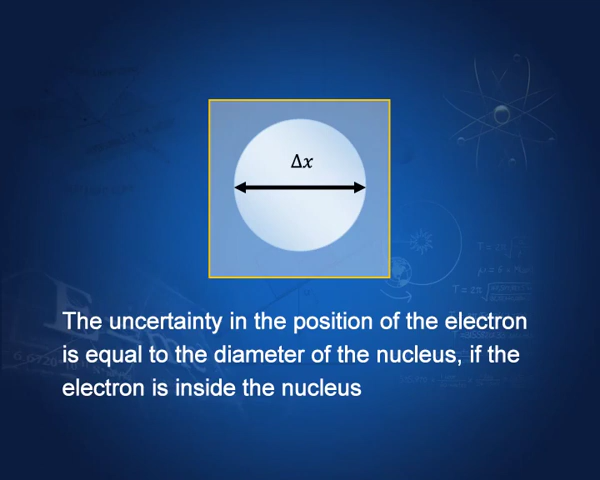 Δx
The uncertainty in the position of the electron
is equal to the diameter of the nucleus, if the
electron is inside the nucleus